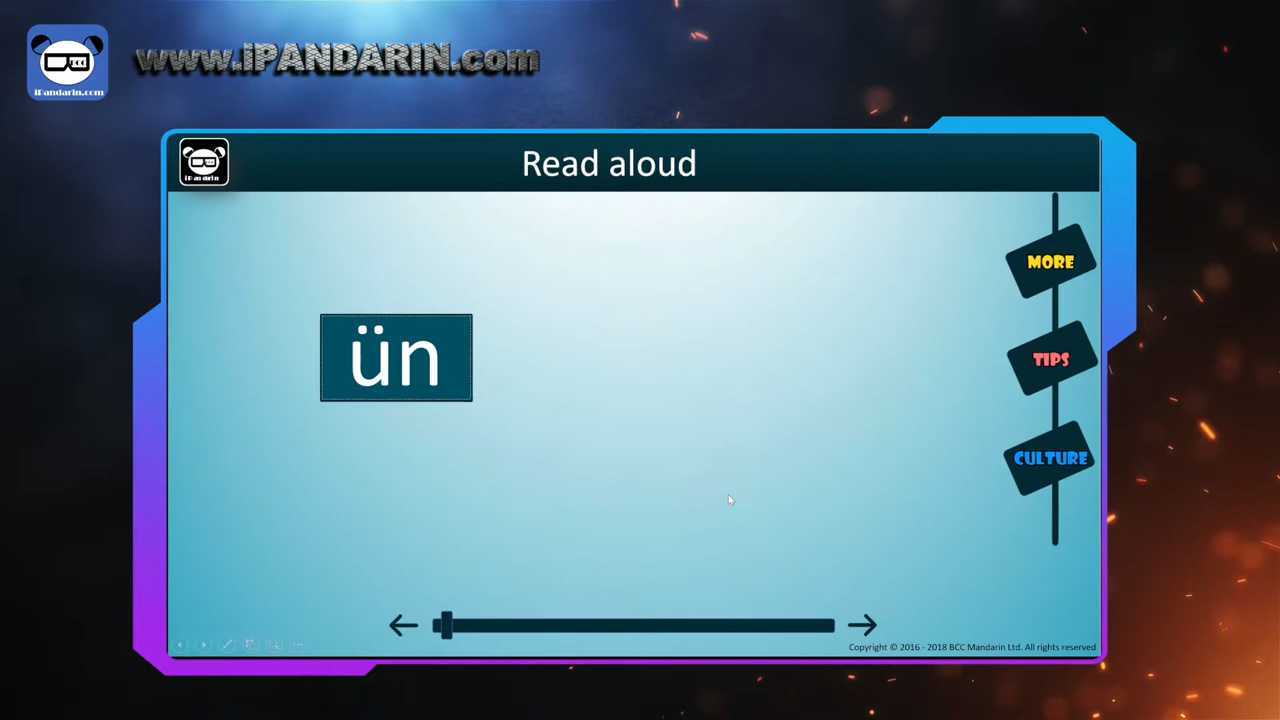 www.iPANDARIN.com
iPandarin.com
Read aloud
iPandarin
MORE
ün
TIPS
CULTURE
Copyright © 2016 - 2018 BCC Mandarin Ltd. All rights reserved